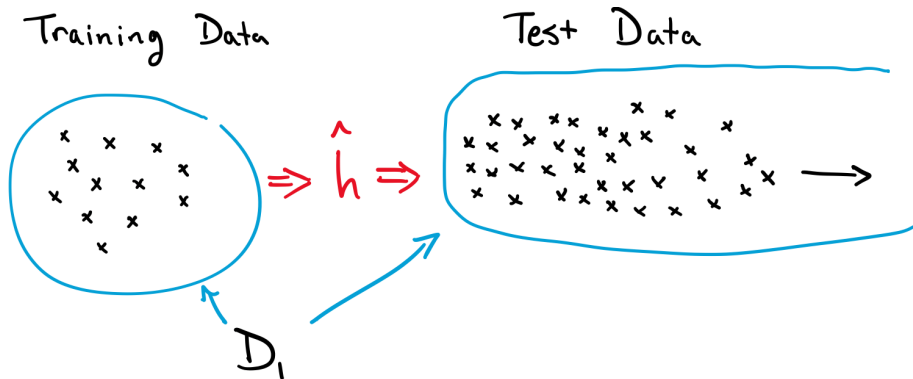 Training Data
Test Data
⇒ ĥ ⇒
D₁